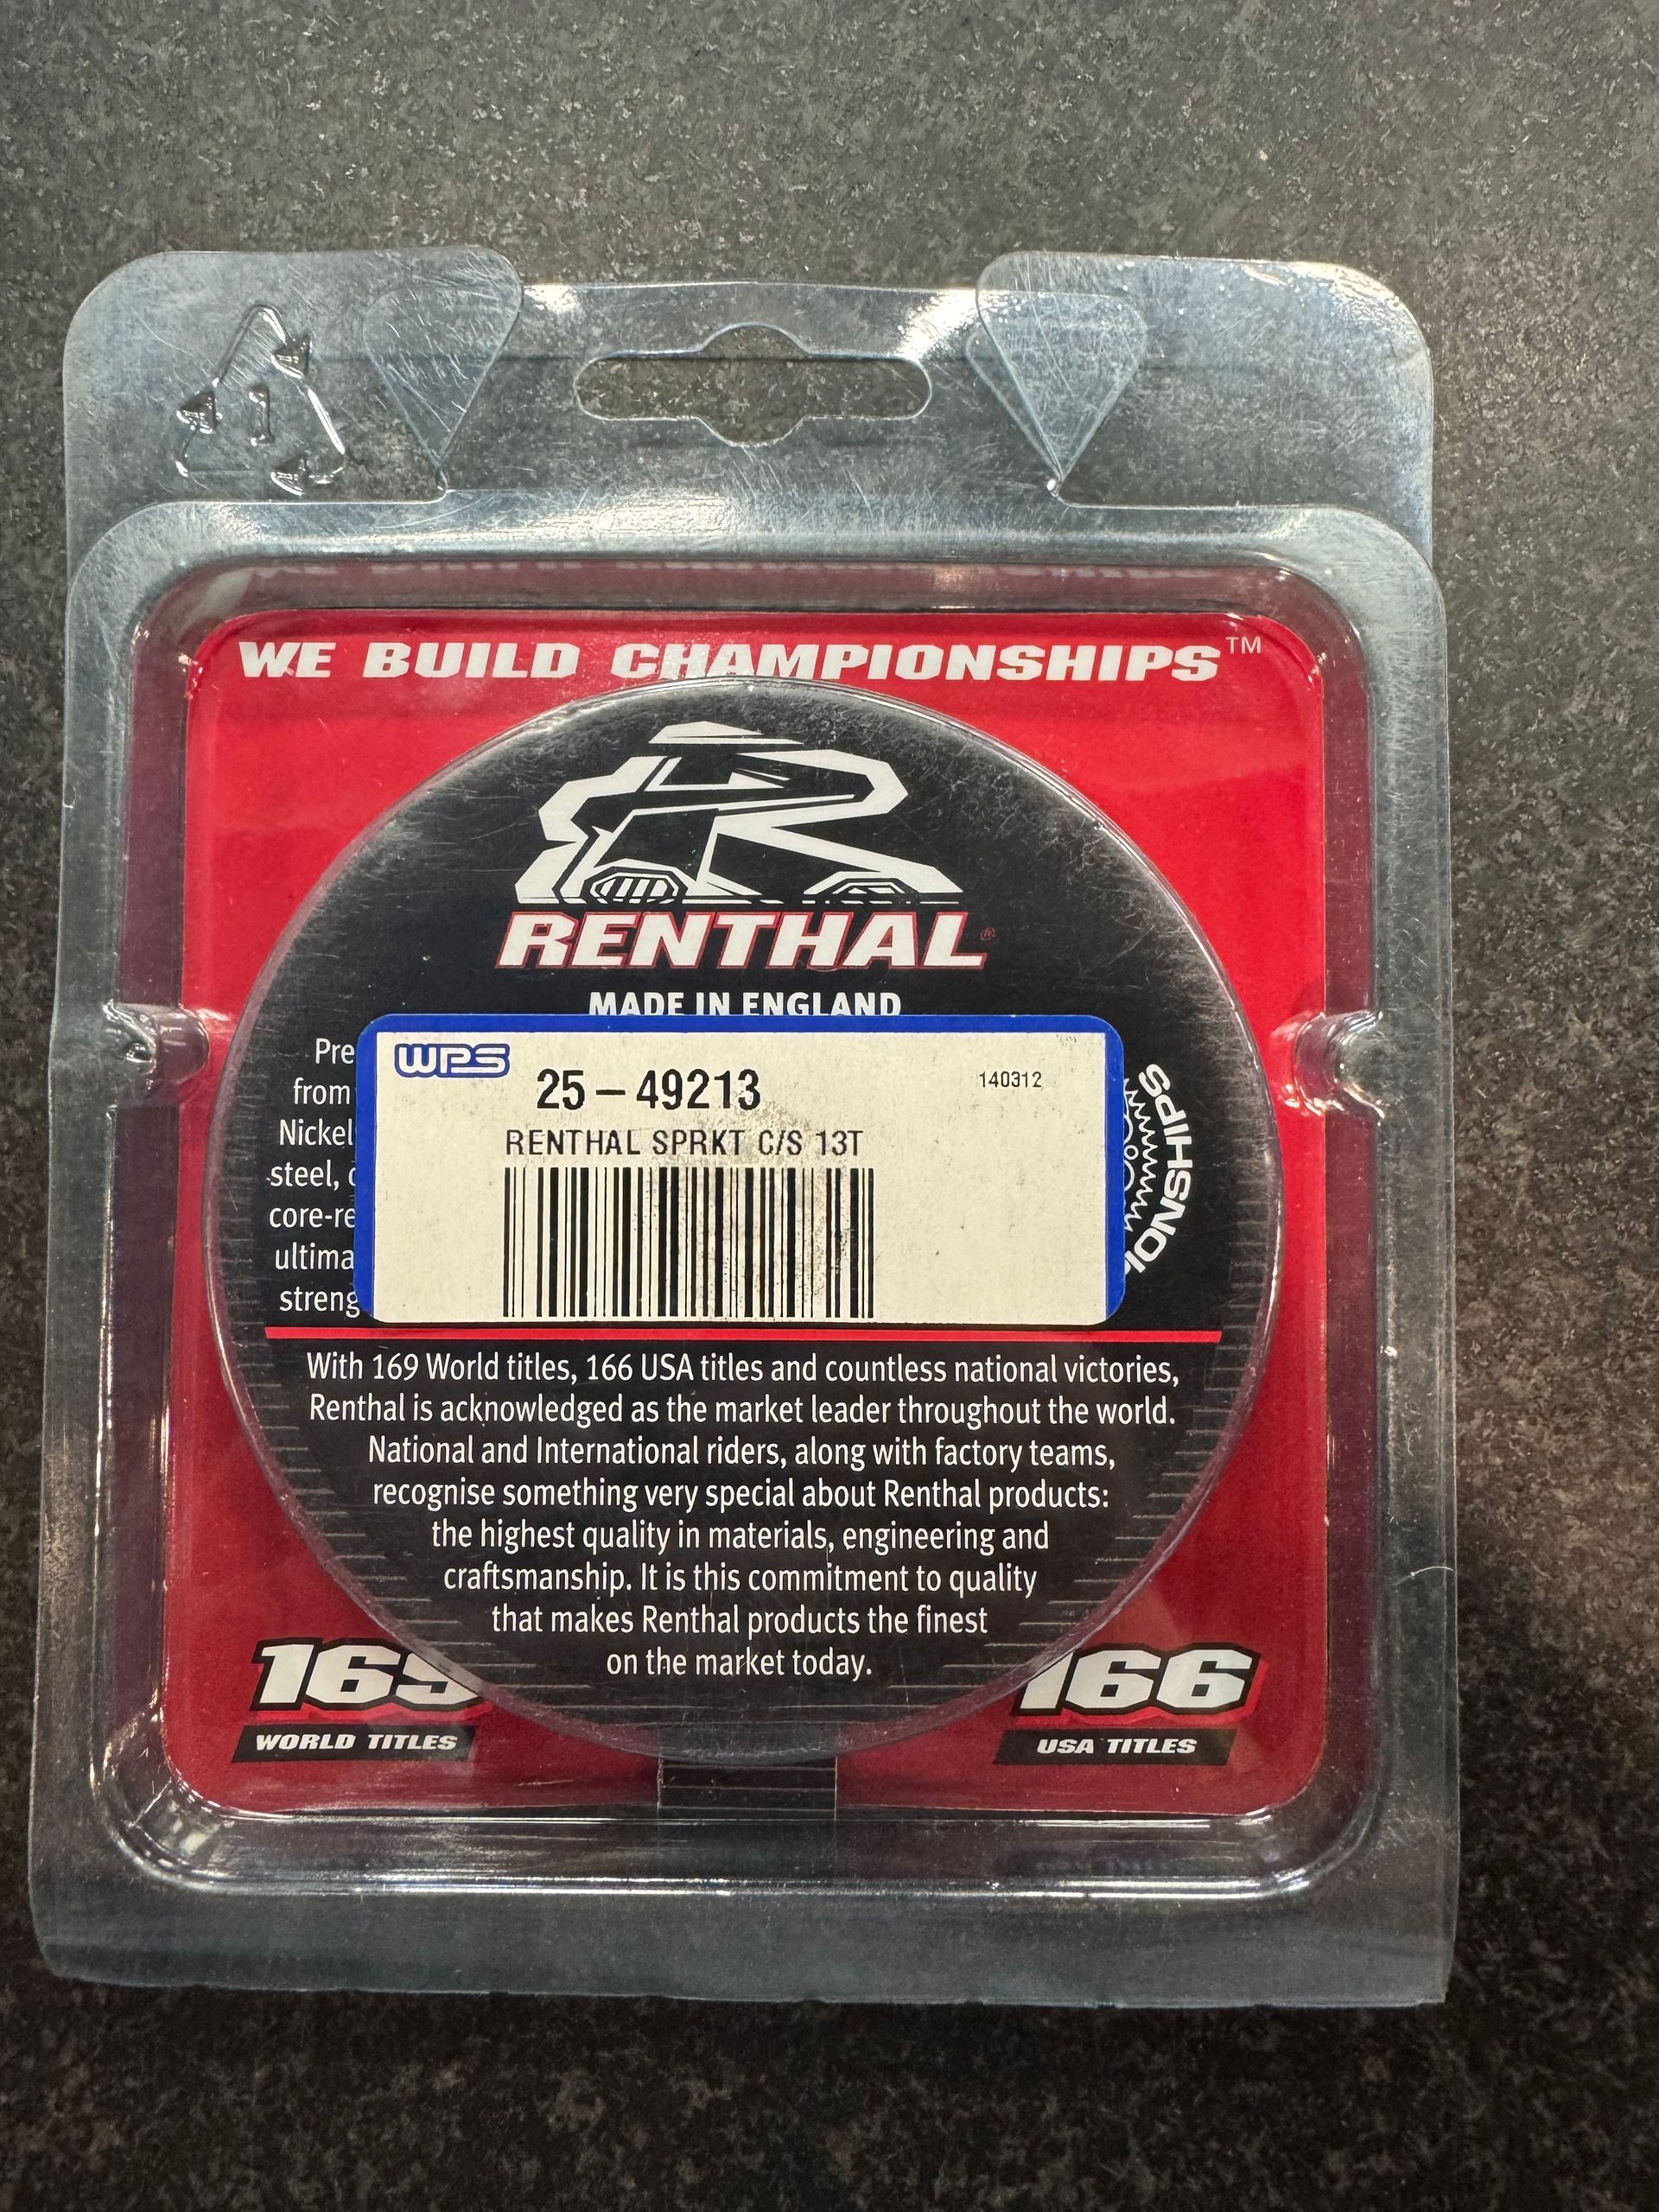 1
WE BUILD CHAMPIONSHIPS™
RENTHAL®
MADE IN ENGLAND
Pre
from
Nickel
steel, c
core-re
ultima
streng
WPS
25-49213
140312
RENTHAL SPRKT C/S 13T
IONSHIPS
With 169 World titles, 166 USA titles and countless national victories,
Renthal is acknowledged as the market leader throughout the world.
National and International riders, along with factory teams,
recognise something very special about Renthal products:
the highest quality in materials, engineering and
craftsmanship. It is this commitment to quality
that makes Renthal products the finest
on the market today.
169
WORLD TITLES
166
USA TITLES